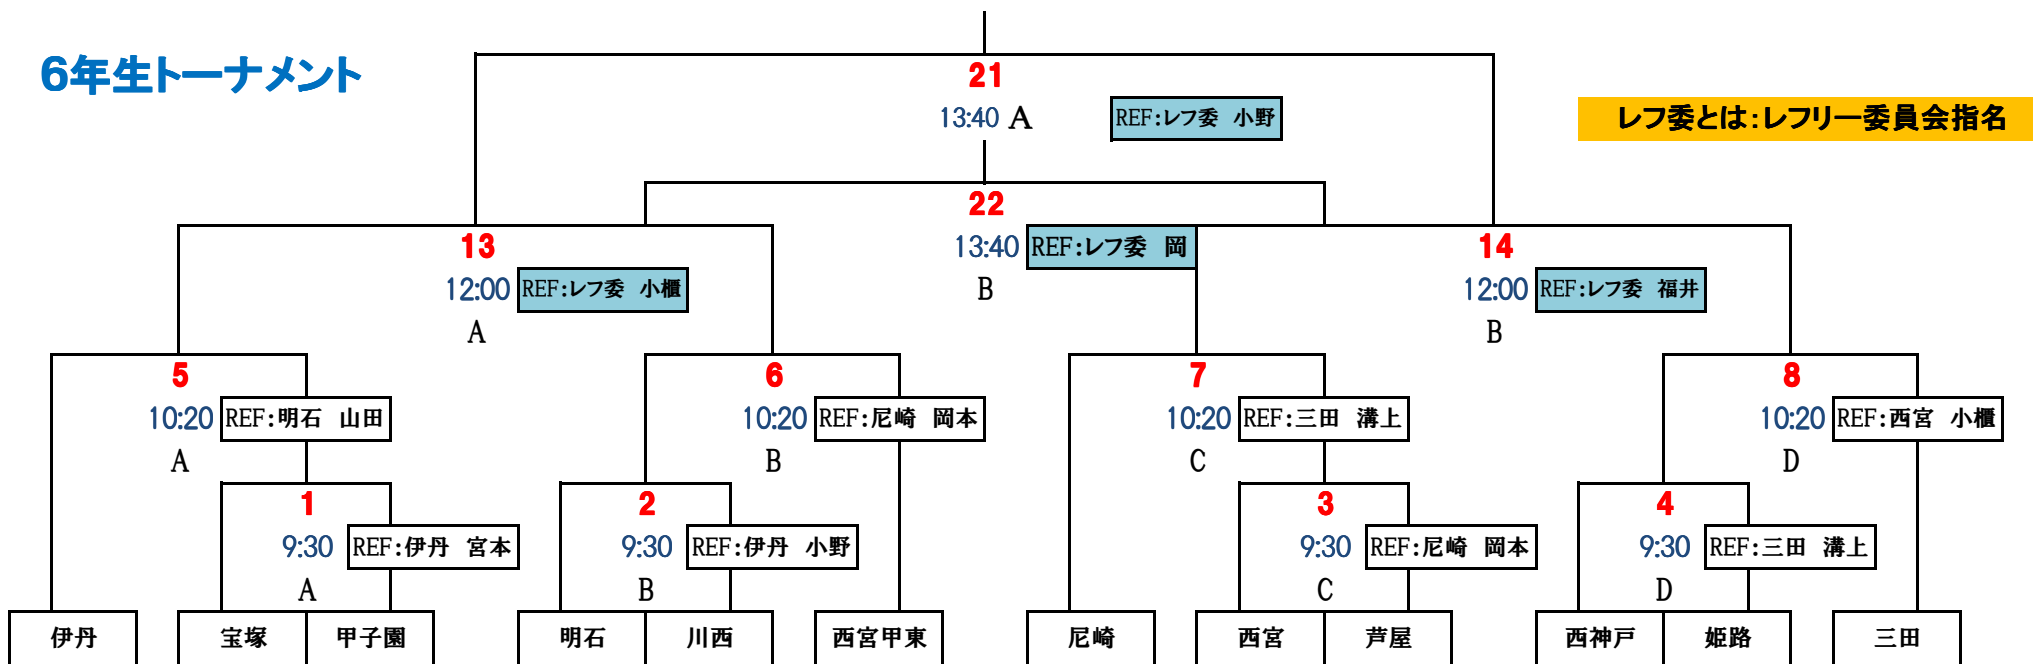 6年生トーナメント
21
13:40 A REF:レフ委 小野
レフ委とは:レフリー委員会指名
22
13:40 REF:レフ委 岡
B
13
12:00 REF:レフ委 小櫃
A
14
12:00 REF:レフ委 福井
B
5
10:20 REF:明石 山田
A
6
10:20 REF:尼崎 岡本
B
7
10:20 REF:三田 溝上
C
8
10:20 REF:西宮 小櫃
D
1
9:30 REF:伊丹 宮本
A
2
9:30 REF:伊丹 小野
B
3
9:30 REF:尼崎 岡本
C
4
9:30 REF:三田 溝上
D
伊丹 宝塚 甲子園 明石 川西 西宮甲東 尼崎 西宮 芦屋 西神戸 姫路 三田